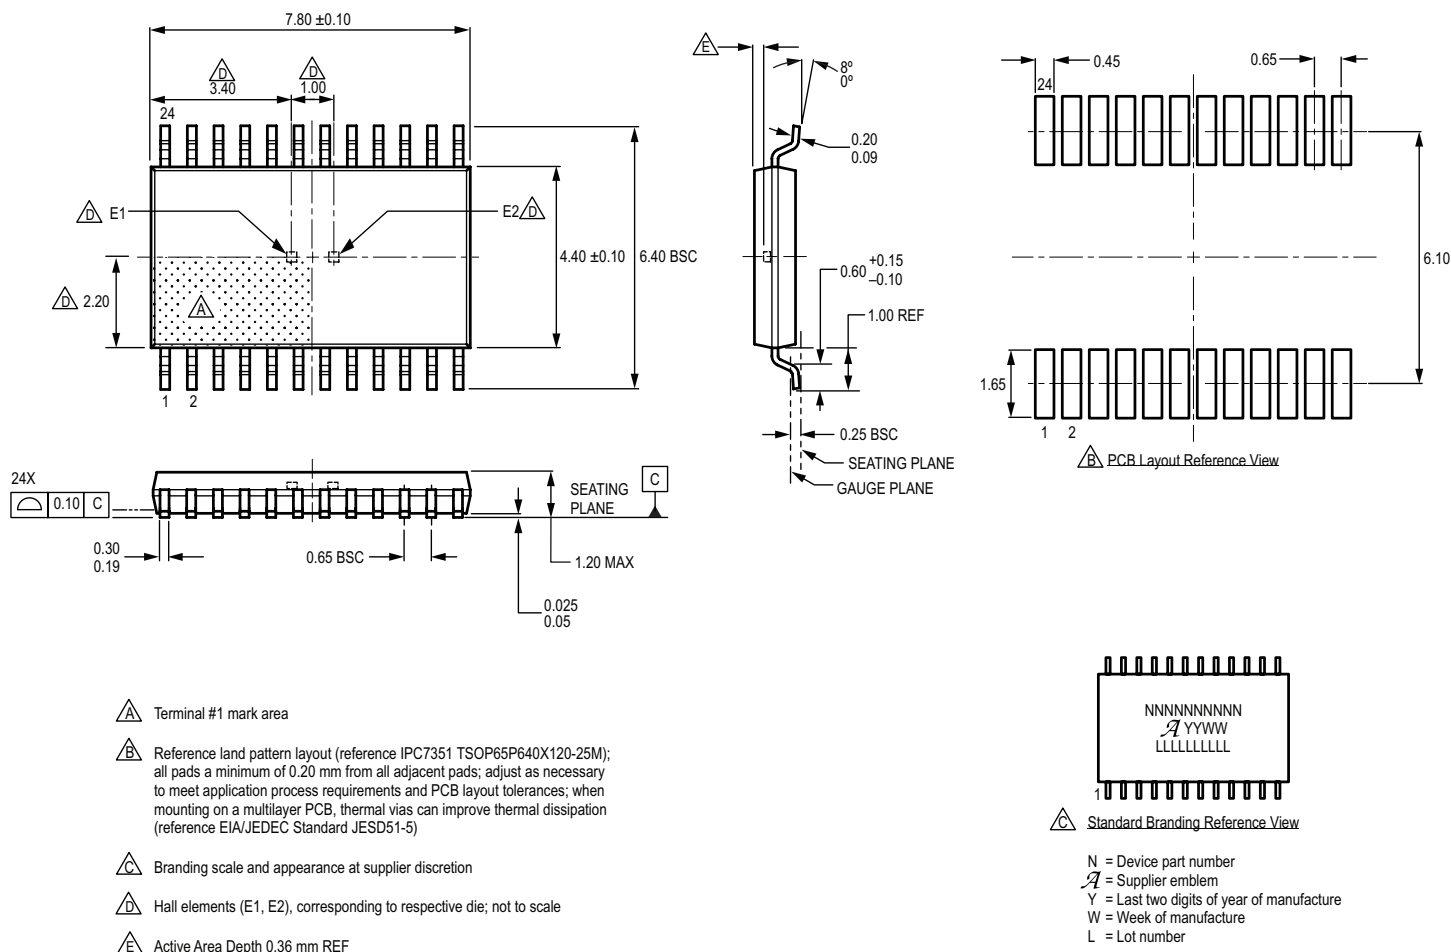 7.80 ±0.10
D
3.40
D
1.00
24
D E1
E2 D
D 2.20
A
4.40 ±0.10
6.40 BSC
1 2
E
8º
0º
0.20
0.09
0.60 +0.15
–0.10
1.00 REF
0.25 BSC
SEATING PLANE
GAUGE PLANE
0.45
0.65
24
6.10
1.65
1 2
B PCB Layout Reference View
24X
0.10 C
SEATING
PLANE
C
0.30
0.19
0.65 BSC
1.20 MAX
0.025
0.05
A Terminal #1 mark area
B Reference land pattern layout (reference IPC7351 TSOP65P640X120-25M);
all pads a minimum of 0.20 mm from all adjacent pads; adjust as necessary
to meet application process requirements and PCB layout tolerances; when
mounting on a multilayer PCB, thermal vias can improve thermal dissipation
(reference EIA/JEDEC Standard JESD51-5)
C Branding scale and appearance at supplier discretion
D Hall elements (E1, E2), corresponding to respective die; not to scale
E Active Area Depth 0.36 mm REF
NNNNNNNNNN
A YYWW
LLLLLLLLLL
1
C Standard Branding Reference View
N = Device part number
A = Supplier emblem
Y = Last two digits of year of manufacture
W = Week of manufacture
L = Lot number